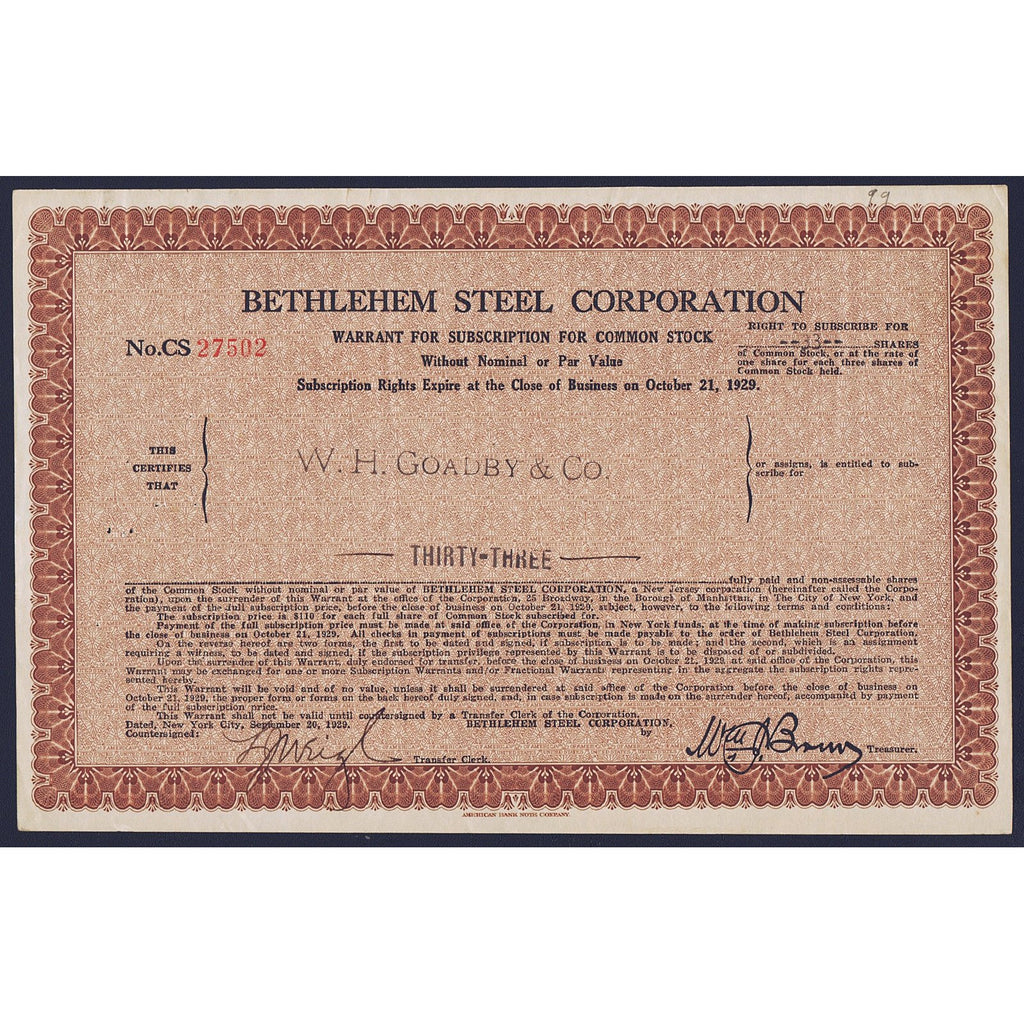 99
BETHLEHEM STEEL CORPORATION
No.CS 27502
WARRANT FOR SUBSCRIPTION FOR COMMON STOCK
Without Nominal or Par Value
Subscription Rights Expire at the Close of Business on October 21, 1929.
RIGHT TO SUBSCRIBE FOR
--33-- SHARES
of Common Stock, or at the rate of
one share for each three shares of
Common Stock held.
THIS
CERTIFIES
THAT
W. H. GOADBY & CO.
or assigns, is entitled to sub-
scribe for
THIRTY-THREE
fully paid and non-assessable shares
of the Common Stock without nominal or par value of BETHLEHEM STEEL CORPORATION, a New Jersey corporation (hereinafter called the Corpo-
ration), upon the surrender of this Warrant at the office of the Corporation, 25 Broadway, in the Borough of Manhattan, in The City of New York, and
the payment of the full subscription price, before the close of business on October 21, 1929, subject, however, to the following terms and conditions:
The subscription price is $110 for each full share of Common Stock subscribed for.
Payment of the full subscription price must be made at said office of the Corporation, in New York funds, at the time of making subscription before
the close of business on October 21, 1929. All checks in payment of subscriptions must be made payable to the order of Bethlehem Steel Corporation.
On the reverse hereof are two forms, the first to be dated and signed, if subscription is to be made; and the second, which is an assignment
requiring a witness, to be dated and signed, if the subscription privilege represented by this Warrant is to be disposed of or subdivided.
Upon the surrender of this Warrant, duly endorsed for transfer, before the close of business on October 21, 1929, at said office of the Corporation, this
Warrant may be exchanged for one or more Subscription Warrants and/or Fractional Warrants representing in the aggregate the subscription rights repre-
sented hereby.
This Warrant will be void and of no value, unless it shall be surrendered at said office of the Corporation before the close of business on
October 21, 1929, the proper form or forms on the back hereof duly signed, and, in case subscription is made on the surrender hereof, accompanied by payment
of the full subscription price.
This Warrant shall not be valid until countersigned by a Transfer Clerk of the Corporation.
Dated, New York City, September 20, 1929. BETHLEHEM STEEL CORPORATION,
Countersigned: by
Transfer Clerk. Treasurer.
AMERICAN BANK NOTE COMPANY.